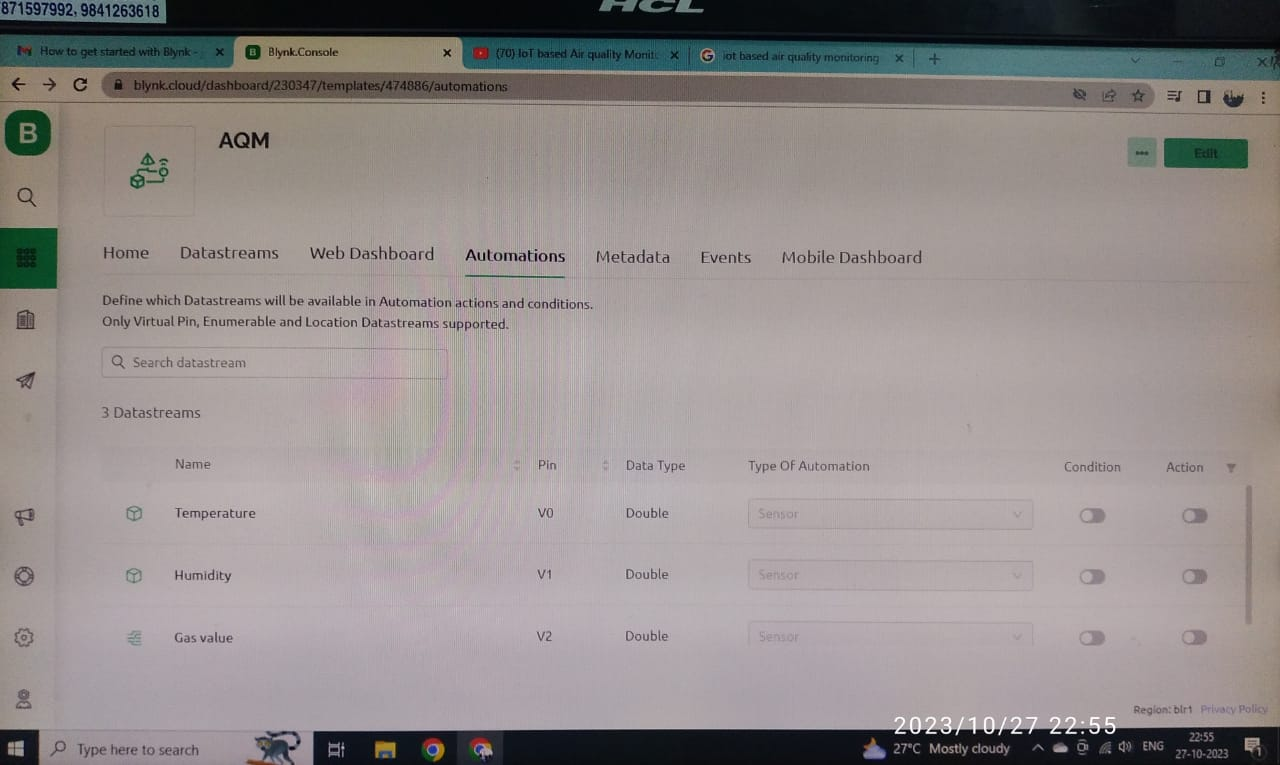 871597992, 9841263618
HCL
How to get started with Blynk -
Blynk.Console
(70) IoT based Air quality Monito
iot based air quality monitoring
blynk.cloud/dashboard/230347/templates/474886/automations
B
AQM
Edit
Home Datastreams Web Dashboard Automations Metadata Events Mobile Dashboard
Define which Datastreams will be available in Automation actions and conditions.
Only Virtual Pin, Enumerable and Location Datastreams supported.
Search datastream
3 Datastreams
Name Pin Data Type Type Of Automation Condition Action
Temperature V0 Double Sensor
Humidity V1 Double Sensor
Gas value V2 Double Sensor
Region: blr1 Privacy Policy
2023/10/27 22:55
Type here to search
27°C Mostly cloudy
ENG
22:55
27-10-2023
1